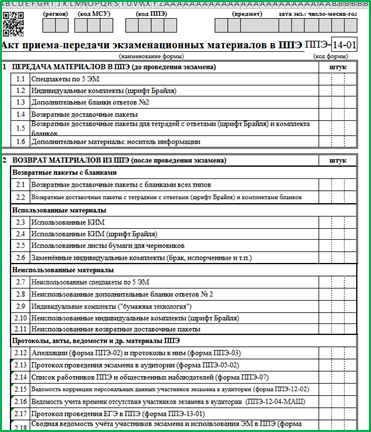 (регион) (код МСУ) (код ППЭ) (предмет) дата экз.: число-месяц-год
Акт приема-передачи экзаменационных материалов в ППЭ ППЭ-14-01
(наименование формы) (код формы)
1 ПЕРЕДАЧА МАТЕРИАЛОВ В ППЭ (до проведения экзамена) штук
1.1 Спецпакеты по 5 ЭМ
1.2 Индивидуальные комплекты (шрифт Брайля)
1.3 Дополнительные бланки ответов №2
1.4 Возвратные доставочные пакеты
1.5 Возвратные доставочные пакеты для тетрадей с ответами (шрифт Брайля) и комплекта бланков
1.6 Дополнительные материалы: носитель информации
2 ВОЗВРАТ МАТЕРИАЛОВ ИЗ ППЭ (после проведения экзамена) штук
Возвратные пакеты с бланками
2.1 Возвратные доставочные пакеты с бланками всех типов
2.2 Возвратные доставочные пакеты с тетрадями с ответами (шрифт Брайля) и комплектами бланков
Использованные материалы
2.3 Использованные КИМ
2.4 Использованные КИМ (шрифт Брайля)
2.5 Использованные листы бумаги для черновиков
2.6 Заменённые индивидуальные комплекты (брак, испорченные и т.п.)
Неиспользованные материалы
2.7 Неиспользованные спецпакеты по 5 ЭМ
2.8 Неиспользованные дополнительные бланки ответов № 2
2.9 Индивидуальные комплекты ("бумажная технология")
2.10 Неиспользованные индивидуальные комплекты (шрифт Брайля)
2.11 Неиспользованные возвратные доставочные пакеты
Протоколы, акты, ведомости и др. материалы ППЭ
2.12 Апелляции (форма ППЭ-02) и протоколы к ним (форма ППЭ-03)
2.13 Протокол проведения экзамена в аудитории (форма ППЭ-05-02)
2.14 Список работников ППЭ и общественных наблюдателей (форма ППЭ-07)
2.15 Ведомость коррекции персональных данных участников экзамена в аудитории (форма ППЭ-12-02)
2.16 Ведомость учета времени отсутствия участников экзамена в аудитории (ППЭ-12-04-МАШ)
2.17 Протокол проведения ЕГЭ в ППЭ (форма ППЭ-13-01)
2.18 Сводная ведомость учёта участников экзамена и использования ЭМ в ППЭ (форма